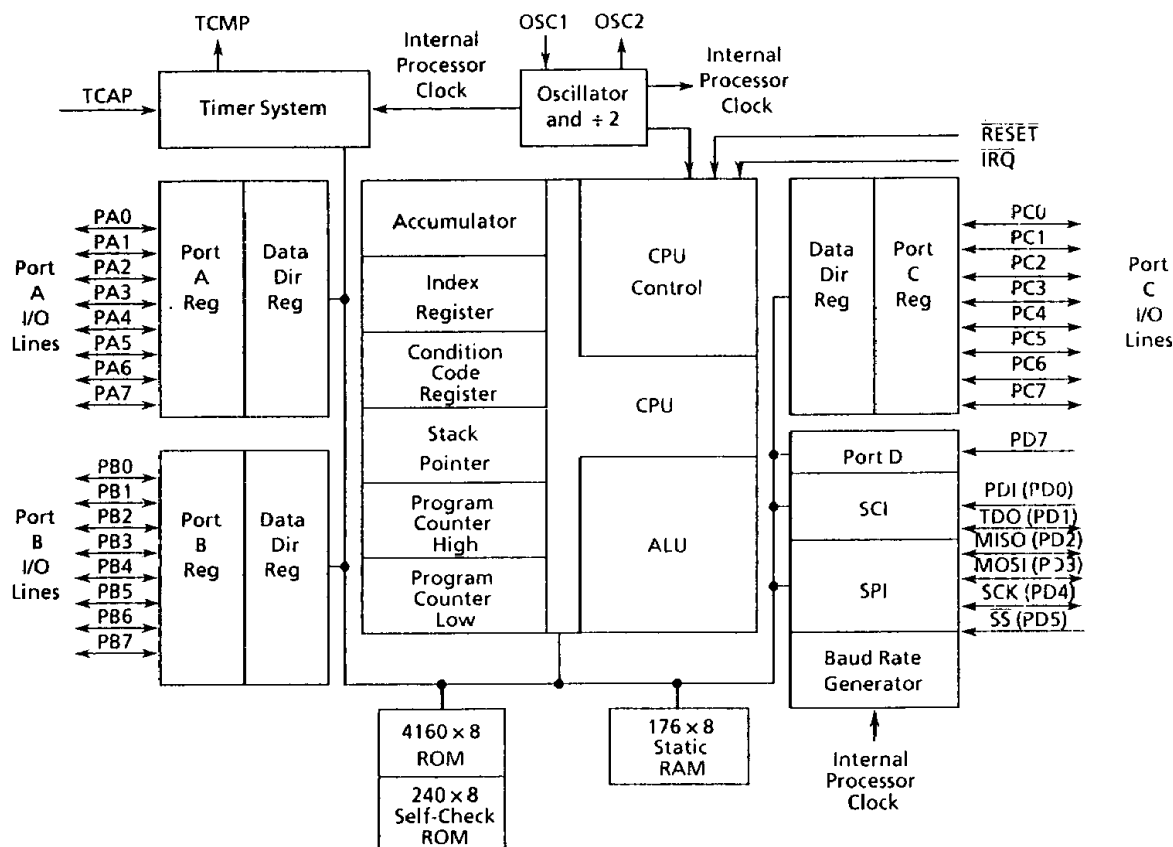 TCMP
OSC1
OSC2
Internal
Processor
Clock
Internal
Processor
Clock
TCAP
Timer System
Oscillator
and ÷ 2
RESET
IRQ
Port
A
I/O
Lines
PA0
PA1
PA2
PA3
PA4
PA5
PA6
PA7
Port
A
Reg
Data
Dir
Reg
Port
B
I/O
Lines
PB0
PB1
PB2
PB3
PB4
PB5
PB6
PB7
Port
B
Reg
Data
Dir
Reg
Accumulator
Index
Register
Condition
Code
Register
Stack
Pointer
Program
Counter
High
Program
Counter
Low
CPU
Control
CPU
ALU
Data
Dir
Reg
Port
C
Reg
PC0
PC1
PC2
PC3
PC4
PC5
PC6
PC7
Port
C
I/O
Lines
Port D
SCI
SPI
Baud Rate
Generator
PD7
PDI (PD0)
TDO (PD1)
MISO (PD2)
MOSI (PD3)
SCK (PD4)
SS (PD5)
Internal
Processor
Clock
4160 × 8
ROM
240 × 8
Self-Check
ROM
176 × 8
Static
RAM